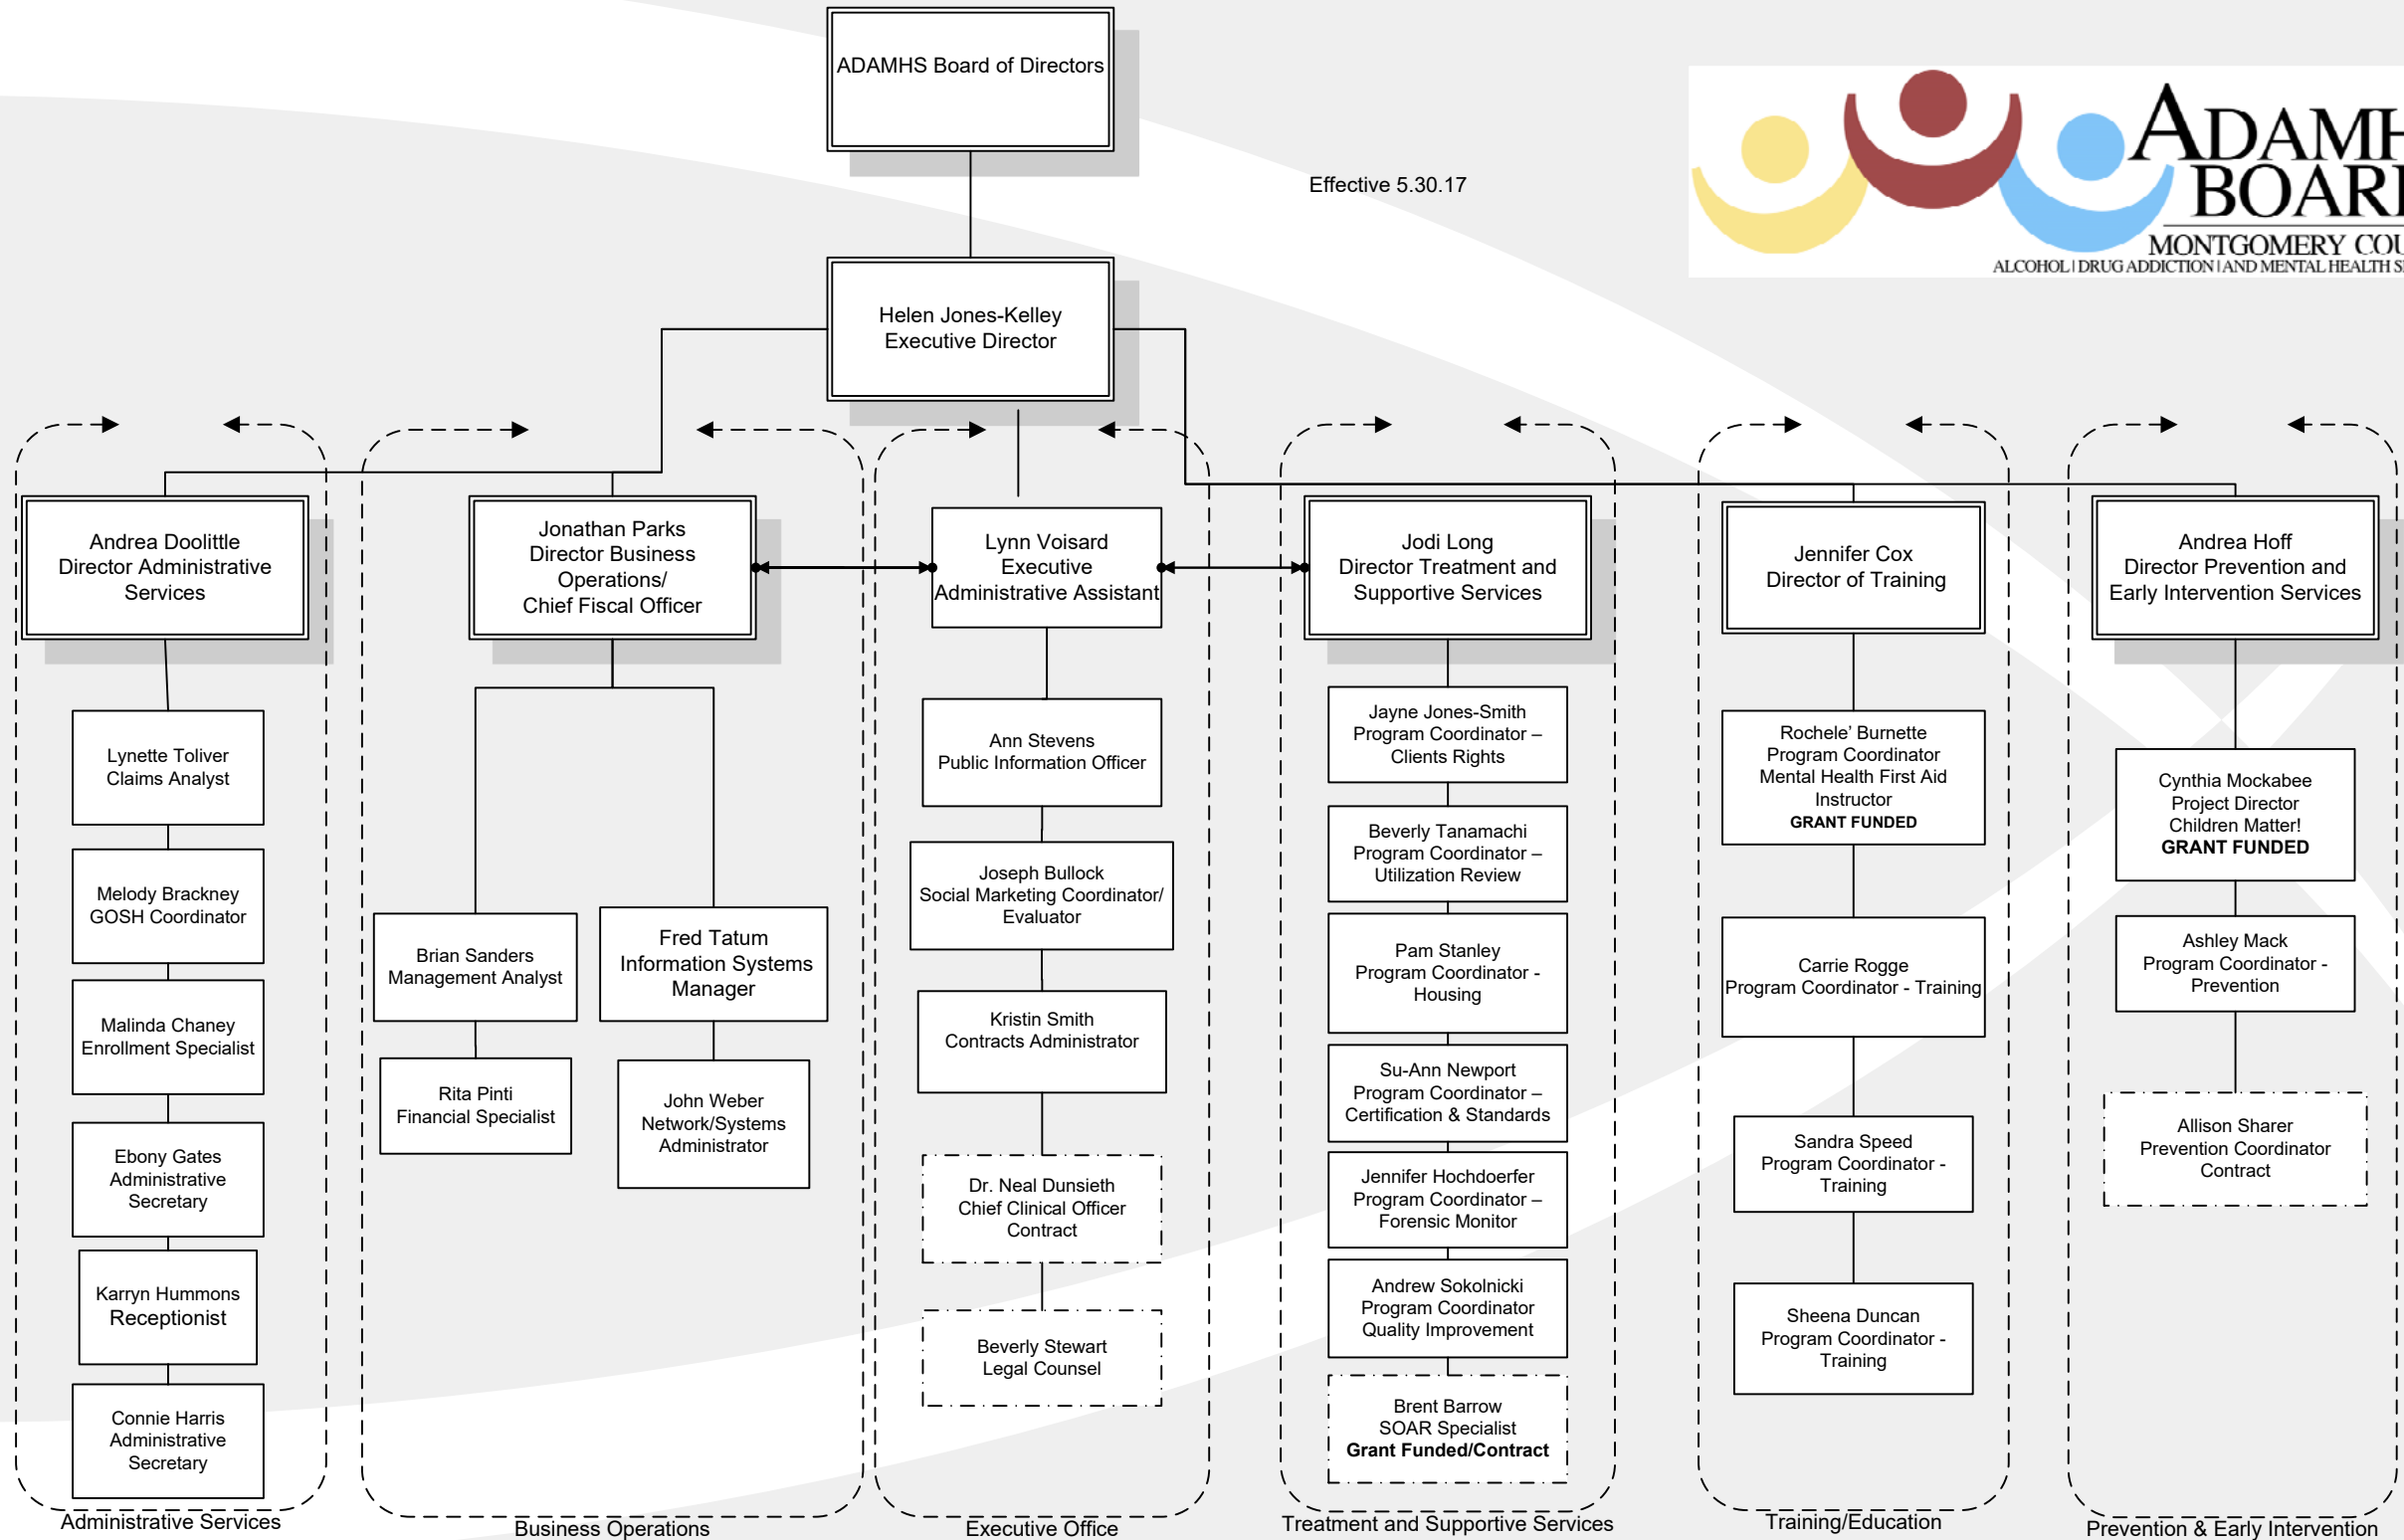 ADAMHS Board of Directors
Effective 5.30.17
MONTGOMERY
ALCOHOL | DRUG ADDICTION | AND MENTAL HEALTH
Helen Jones-Kelley
Executive Director
Andrea Doolittle
Director Administrative
Services
Jonathan Parks
Director Business
Operations/
Chief Fiscal Officer
Lynn Voisard
Executive
Administrative Assistant
Jodi Long
Director Treatment and
Supportive Services
Jennifer Cox
Director of Training
Andrea Hoff
Director Prevention and
Early Intervention Services
Lynette Toliver
Claims Analyst
Melody Brackney
GOSH Coordinator
Malinda Chaney
Enrollment Specialist
Ebony Gates
Administrative
Secretary
Karryn Hummons
Receptionist
Connie Harris
Administrative
Secretary
Administrative Services
Brian Sanders
Management Analyst
Rita Pinti
Financial Specialist
Fred Tatum
Information Systems
Manager
John Weber
Network/Systems
Administrator
Business Operations
Ann Stevens
Public Information Officer
Joseph Bullock
Social Marketing Coordinator/
Evaluator
Kristin Smith
Contracts Administrator
Dr. Neal Dunsieth
Chief Clinical Officer
Contract
Beverly Stewart
Legal Counsel
Executive Office
Jayne Jones-Smith
Program Coordinator –
Clients Rights
Beverly Tanamachi
Program Coordinator –
Utilization Review
Pam Stanley
Program Coordinator -
Housing
Su-Ann Newport
Program Coordinator –
Certification & Standards
Jennifer Hochdoerfer
Program Coordinator –
Forensic Monitor
Andrew Sokolnicki
Program Coordinator
Quality Improvement
Brent Barrow
SOAR Specialist
Grant Funded/Contract
Treatment and Supportive Services
Rochele' Burnette
Program Coordinator
Mental Health First Aid
Instructor
GRANT FUNDED
Carrie Rogge
Program Coordinator - Training
Sandra Speed
Program Coordinator -
Training
Sheena Duncan
Program Coordinator -
Training
Training/Education
Cynthia Mockabee
Project Director
Children Matter!
GRANT FUNDED
Ashley Mack
Program Coordinator -
Prevention
Allison Sharer
Prevention Coordinator
Contract
Prevention & Early Intervention